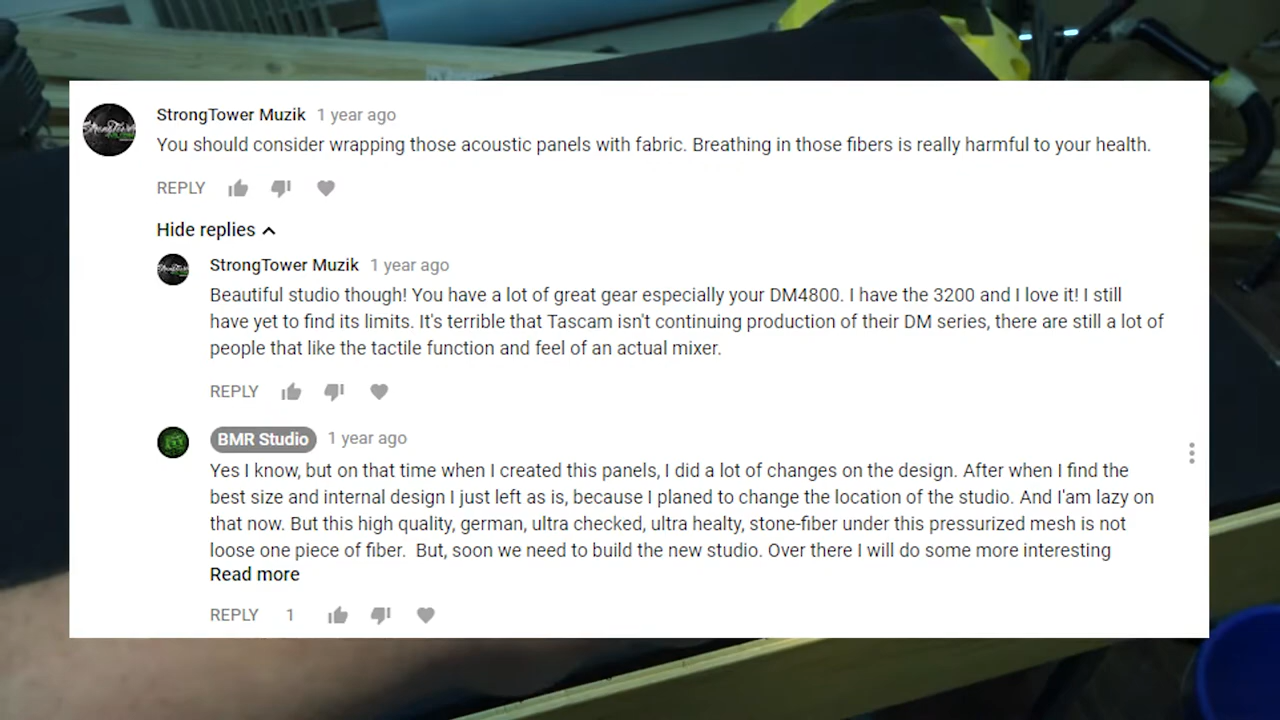 StrongTower Muzik 1 year ago
You should consider wrapping those acoustic panels with fabric. Breathing in those fibers is really harmful to your health.
REPLY
Hide replies
StrongTower Muzik 1 year ago
Beautiful studio though! You have a lot of great gear especially your DM4800. I have the 3200 and I love it! I still
have yet to find its limits. It's terrible that Tascam isn't continuing production of their DM series, there are still a lot of
people that like the tactile function and feel of an actual mixer.
REPLY
BMR Studio 1 year ago
Yes I know, but on that time when I created this panels, I did a lot of changes on the design. After when I find the
best size and internal design I just left as is, because I planed to change the location of the studio. And I'am lazy on
that now. But this high quality, german, ultra checked, ultra healty, stone-fiber under this pressurized mesh is not
loose one piece of fiber. But, soon we need to build the new studio. Over there I will do some more interesting
Read more
REPLY 1